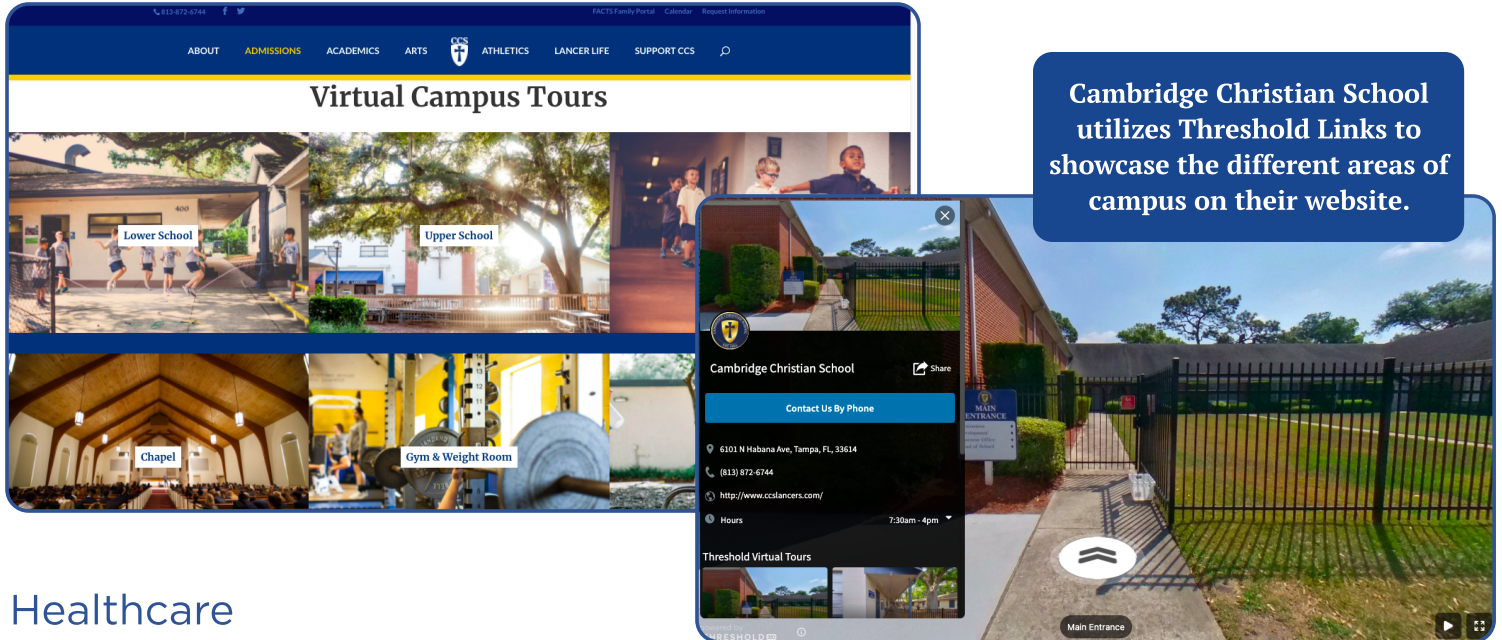 813-872-6744
FACTS Family Portal Calendar Request Information
ABOUT ADMISSIONS ACADEMICS ARTS CCS ATHLETICS LANCER LIFE SUPPORT CCS
Virtual Campus Tours
400
Lower School
Upper School
Chapel
Gym & Weight Room
Cambridge Christian School
utilizes Threshold Links to
showcase the different areas of
campus on their website.
Cambridge Christian School
Share
Contact Us By Phone
6101 N Habana Ave, Tampa, FL, 33614
(813) 872-6744
http://www.ccslancers.com/
Hours 7:30am - 4pm
Threshold Virtual Tours
MAIN
ENTRANCE
Main Entrance
Powered by
THRESHOLD
Healthcare